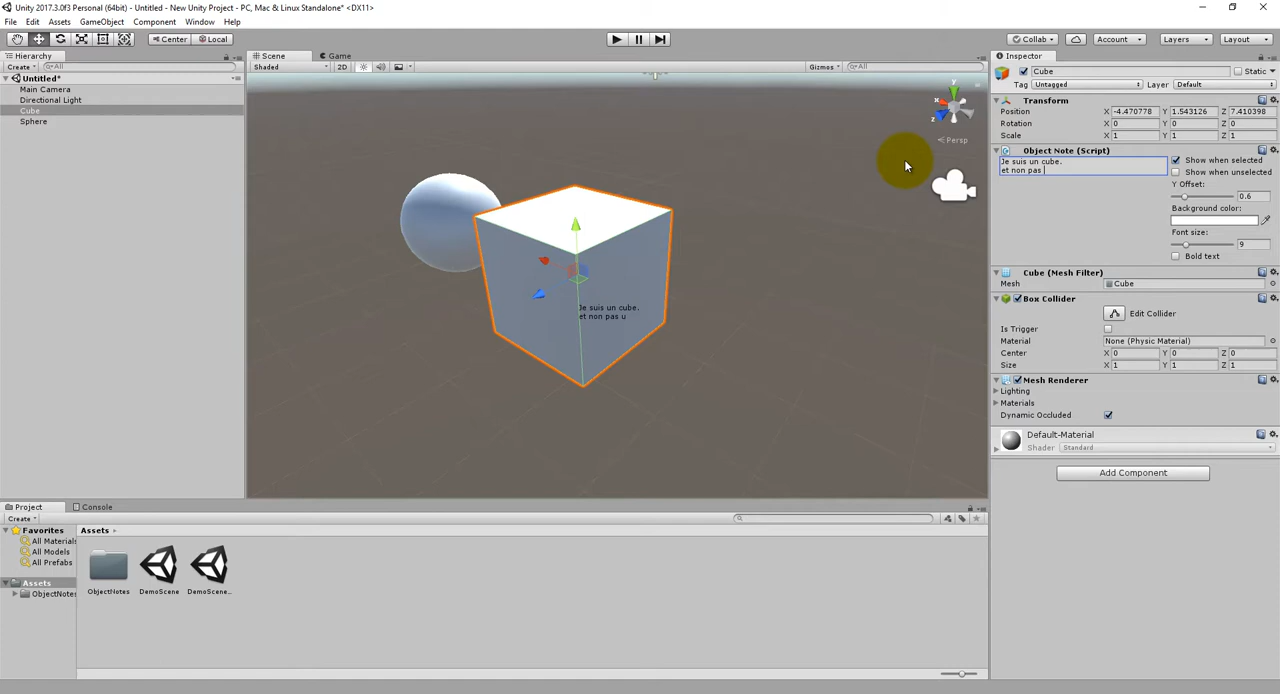 Unity 2017.3.0f3 Personal (64bit) - New Unity Project - PC, Mac & Linux Standalone* <DX11>
File Edit Assets GameObject Component Window Help
Center Local
Collab Account Layers Layout
Hierarchy
Create All
Untitled*
Main Camera
Directional Light
Cube
Sphere
Scene Game
Shaded 2D Gizmos All
y
x
z
Persp
Je suis un cube.
et non pas u
Inspector
Cube Static
Tag Untagged Layer Default
Transform
Position X -4.470778 Y 1.543126 Z 7.410398
Rotation X 0 Y 0 Z 0
Scale X 1 Y 1 Z 1
Object Note (Script)
Je suis un cube.
et non pas
Show when selected
Show when unselected
Y Offset:
0.6
Background color:
Font size:
9
Bold text
Cube (Mesh Filter)
Mesh Cube
Box Collider
Edit Collider
Is Trigger
Material None (Physic Material)
Center X 0 Y 0 Z 0
Size X 1 Y 1 Z 1
Mesh Renderer
Lighting
Materials
Dynamic Occluded
Default-Material
Shader Standard
Add Component
Project Console
Create
Favorites
All Materials
All Models
All Prefabs
Assets
ObjectNotes
Assets
ObjectNotes DemoScene DemoScene...